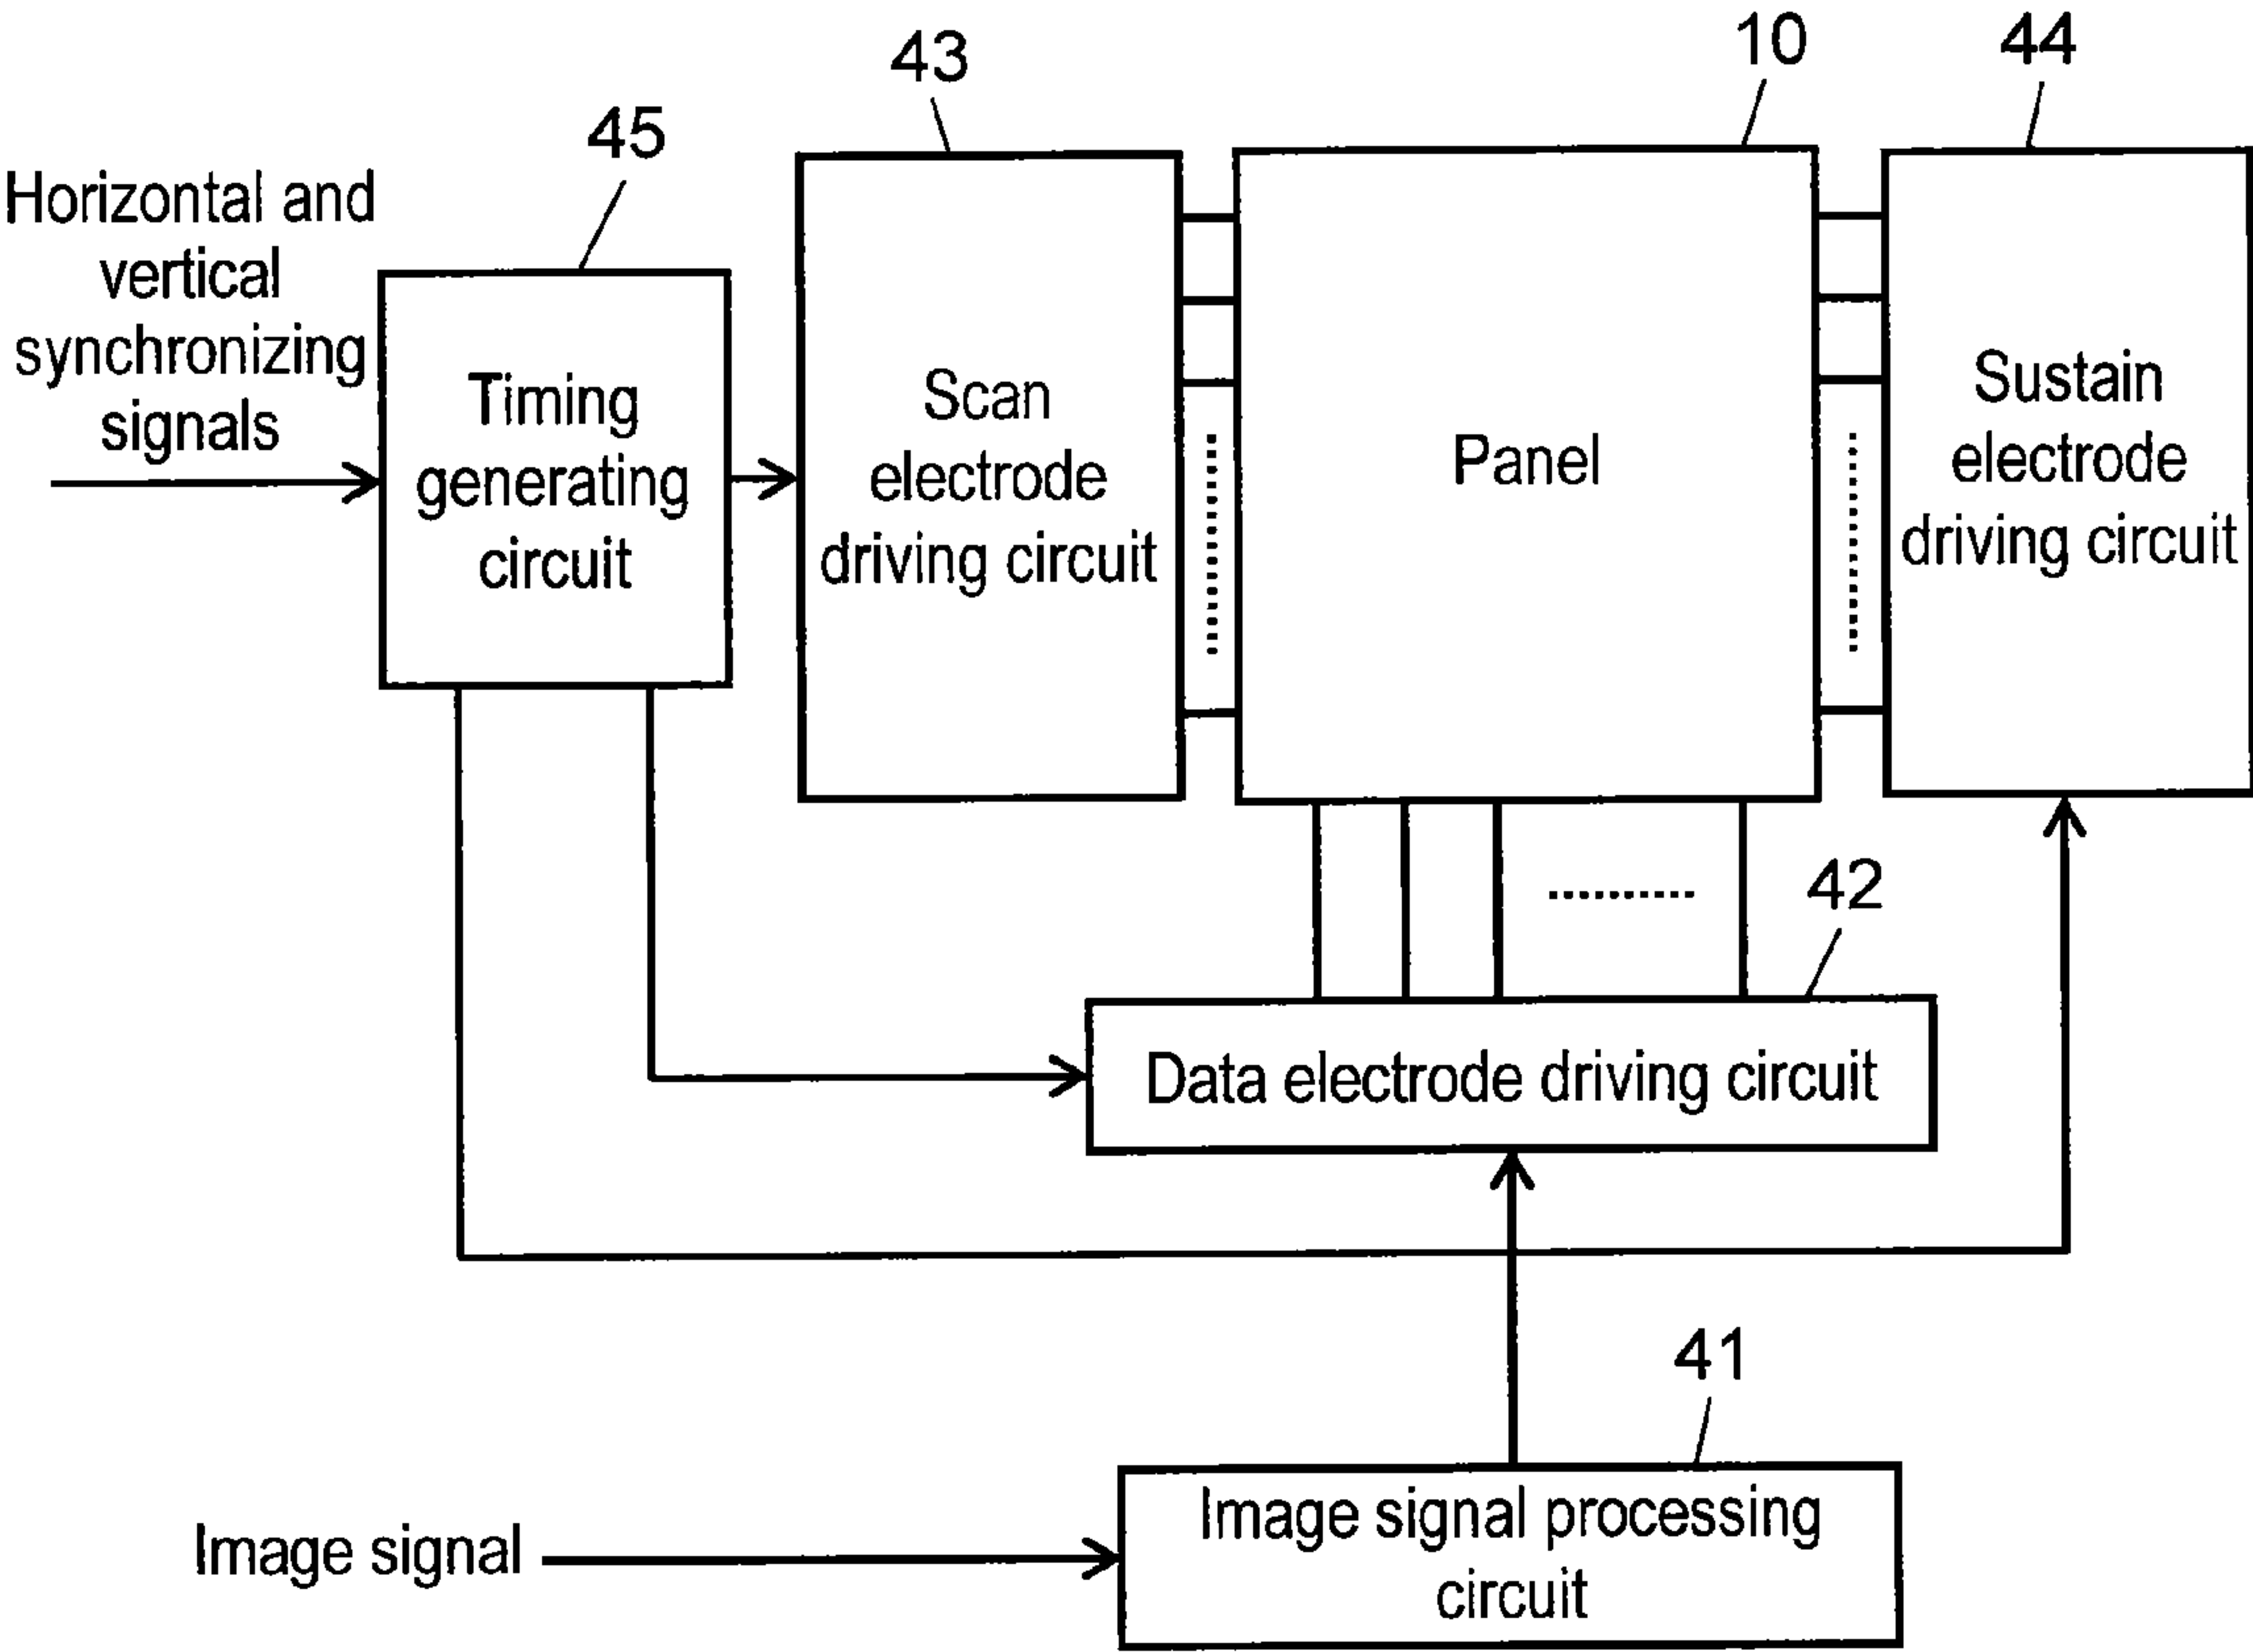 10
44
43
45
Horizontal and
vertical
synchronizing
signals
Timing
generating
circuit
Scan
electrode
driving circuit
Panel
Sustain
electrode
driving circuit
42
Data electrode driving circuit
41
Image signal
Image signal processing
circuit